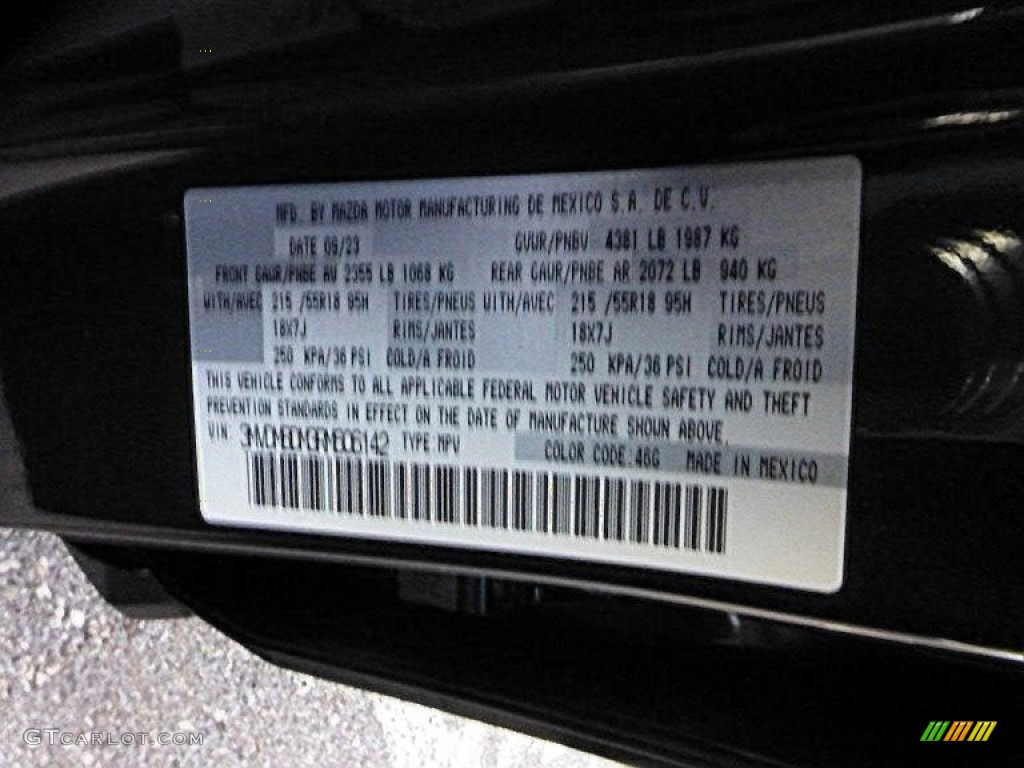 MFD. BY MAZDA MOTOR MANUFACTURING DE MEXICO S.A. DE C.V.
DATE 09/23 GVWR/PNBV 4381 LB 1987 KG
FRONT GAWR/PNBE AV 2355 LB 1068 KG REAR GAWR/PNBE AR 2072 LB 940 KG
WITH/AVEC 215 /55R18 95H TIRES/PNEUS WITH/AVEC 215 /55R18 95H TIRES/PNEUS
18X7J RIMS/JANTES 18X7J RIMS/JANTES
250 KPA/36 PSI COLD/A FROID 250 KPA/36 PSI COLD/A FROID
THIS VEHICLE CONFORMS TO ALL APPLICABLE FEDERAL MOTOR VEHICLE SAFETY AND THEFT
PREVENTION STANDARDS IN EFFECT ON THE DATE OF MANUFACTURE SHOWN ABOVE.
VIN: TYPE:MPV COLOR CODE:46G MADE IN MEXICO
GTCARLOT.COM